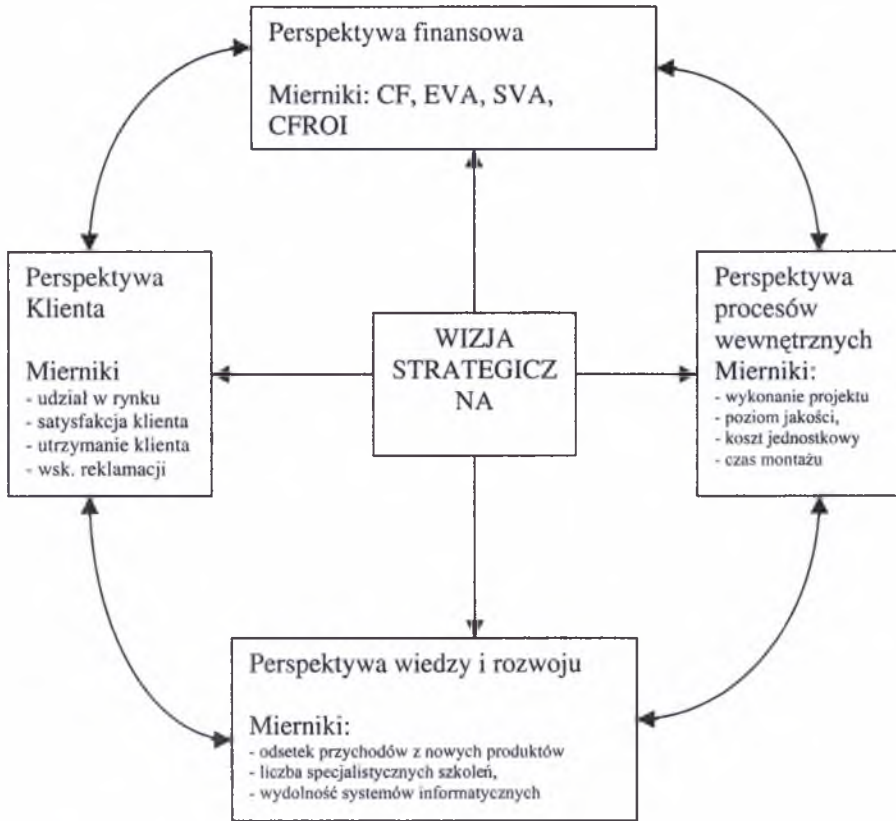 Perspektywa finansowa
Mierniki: CF, EVA, SVA,
CFROI
Perspektywa
Klienta
Mierniki
- udział w rynku
- satysfakcja klienta
- utrzymanie klienta
- wsk. reklamacji
WIZJA
STRATEGICZ
NA
Perspektywa
procesów
wewnętrznych
Mierniki:
- wykonanie projektu
- poziom jakości,
- koszt jednostkowy
- czas montażu
Perspektywa wiedzy i rozwoju
Mierniki:
- odsetek przychodów z nowych produktów
- liczba specjalistycznych szkoleń,
- wydolność systemów informatycznych